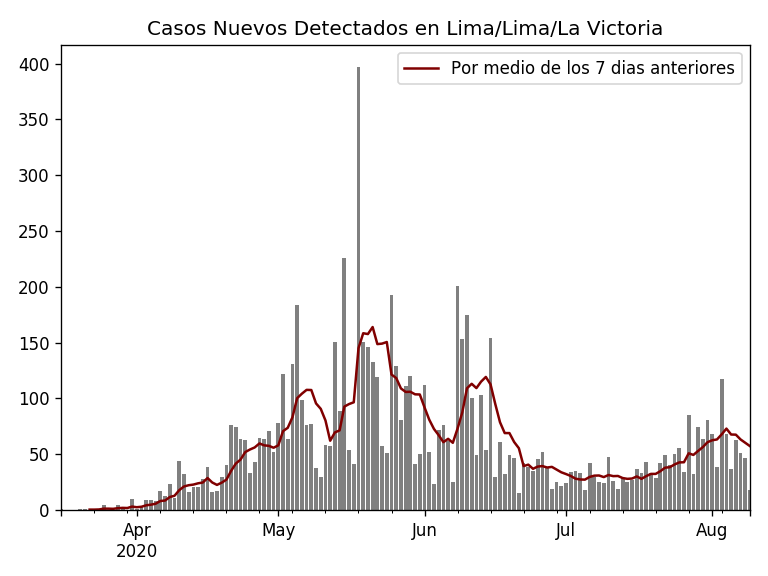 Casos Nuevos Detectados en Lima/Lima/La Victoria
Por medio de los 7 dias anteriores
400
350
300
250
200
150
100
50
0
Apr
2020
May
Jun
Jul
Aug